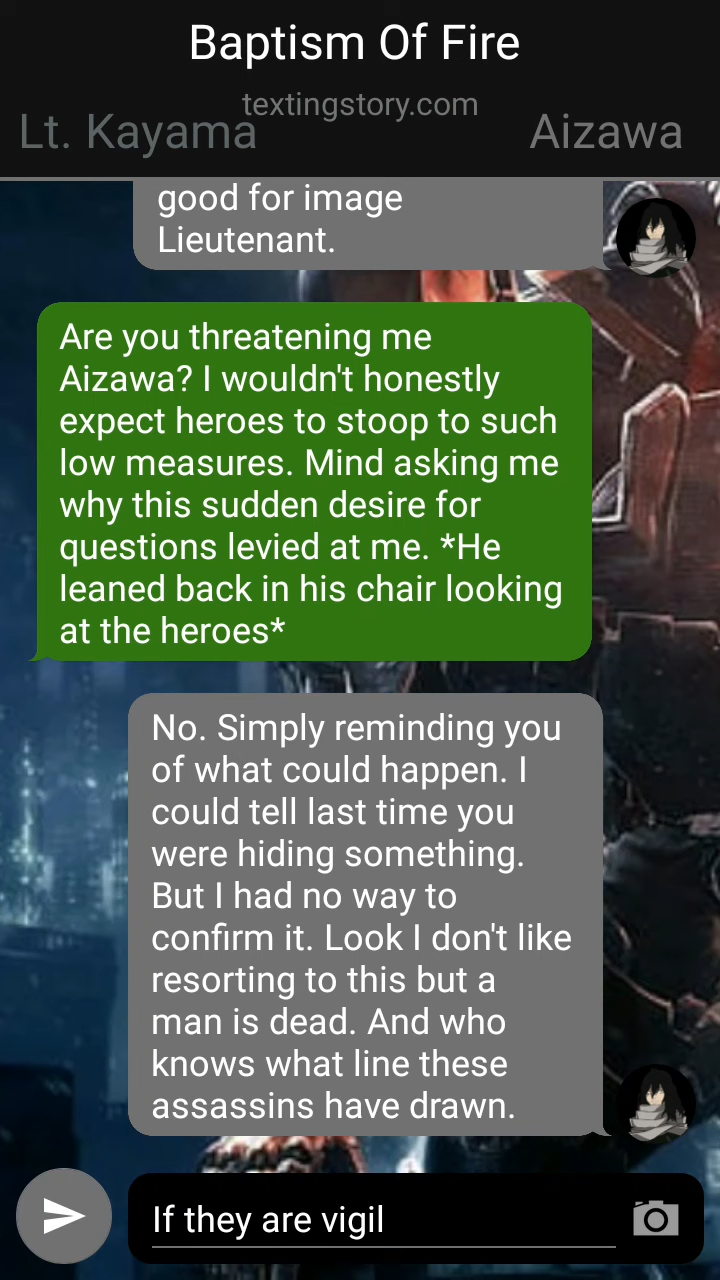 Baptism Of Fire
textingstory.com
Lt. Kayama
Aizawa
good for image
Lieutenant.
Are you threatening me
Aizawa? I wouldn't honestly
expect heroes to stoop to such
low measures. Mind asking me
why this sudden desire for
questions levied at me. *He
leaned back in his chair looking
at the heroes*
No. Simply reminding you
of what could happen. I
could tell last time you
were hiding something.
But I had no way to
confirm it. Look I don't like
resorting to this but a
man is dead. And who
knows what line these
assassins have drawn.
If they are vigil